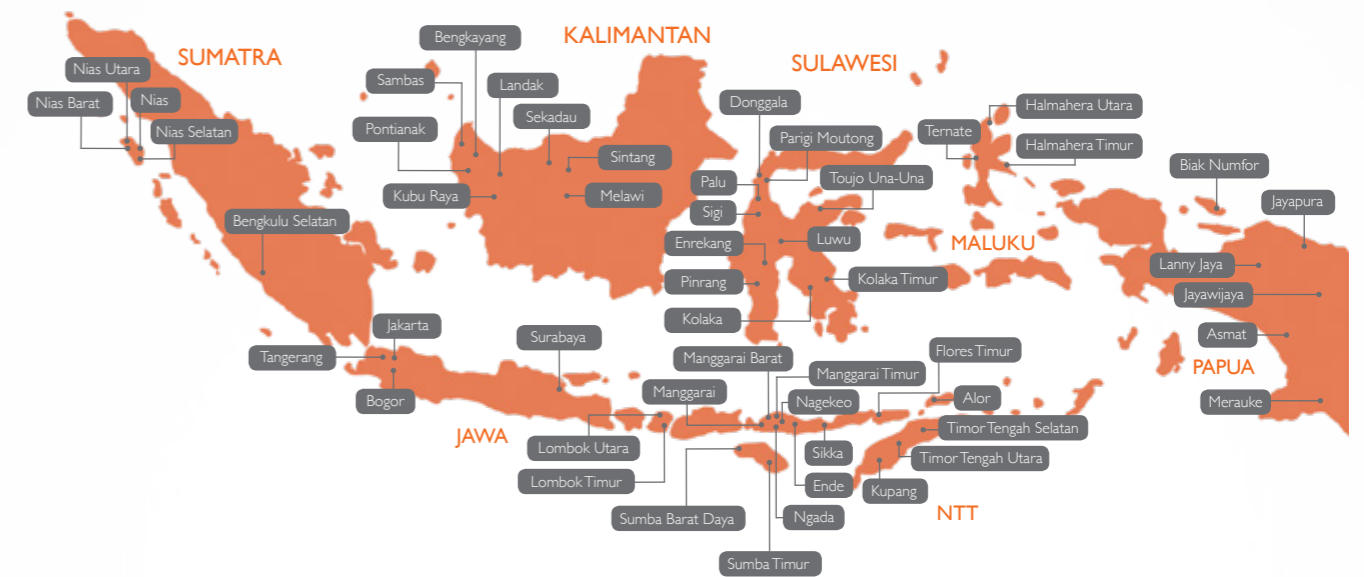 SUMATRA
Nias Utara
Nias Barat
Nias
Nias Selatan
Bengkulu Selatan
KALIMANTAN
Bengkayang
Sambas
Landak
Sekadau
Pontianak
Sintang
Kubu Raya
Melawi
SULAWESI
Donggala
Parigi Moutong
Palu
Toujo Una-Una
Sigi
Enrekang
Luwu
Pinrang
Kolaka Timur
Kolaka
Halmahera Utara
Ternate
Halmahera Timur
MALUKU
Biak Numfor
Jayapura
Lanny Jaya
Jayawijaya
Asmat
PAPUA
Merauke
Jakarta
Tangerang
Bogor
Surabaya
JAWA
Manggarai Barat
Flores Timur
Manggarai Timur
Manggarai
Nagekeo
Alor
Lombok Utara
Timor Tengah Selatan
Sikka
Timor Tengah Utara
Lombok Timur
Ende
Kupang
Sumba Barat Daya
Ngada
NTT
Sumba Timur